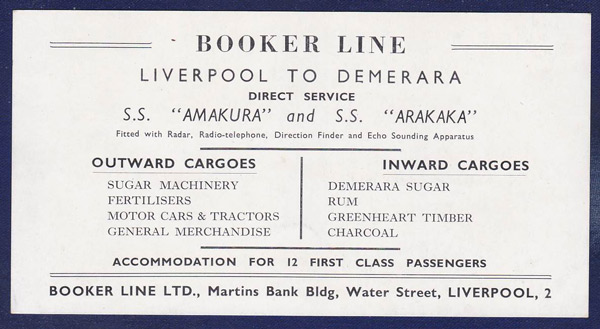 BOOKER LINE
LIVERPOOL TO DEMERARA
DIRECT SERVICE
S.S. "AMAKURA" and S.S. "ARAKAKA"
Fitted with Radar, Radio-telephone, Direction Finder and Echo Sounding Apparatus
OUTWARD CARGOES
SUGAR MACHINERY
FERTILISERS
MOTOR CARS & TRACTORS
GENERAL MERCHANDISE
INWARD CARGOES
DEMERARA SUGAR
RUM
GREENHEART TIMBER
CHARCOAL
ACCOMMODATION FOR 12 FIRST CLASS PASSENGERS
BOOKER LINE LTD., Martins Bank Bldg, Water Street, LIVERPOOL, 2